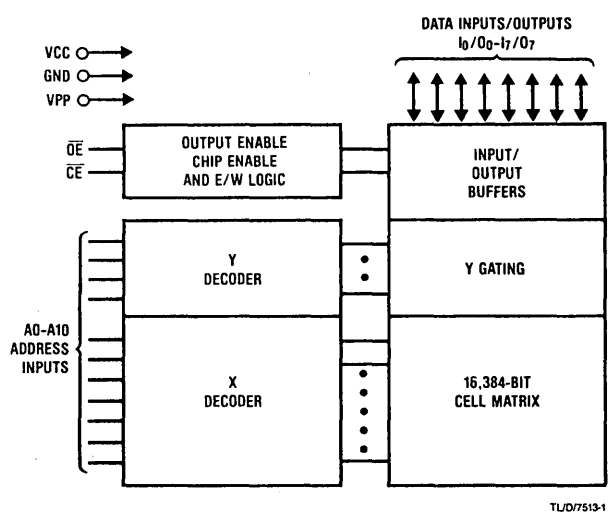 DATA INPUTS/OUTPUTS
I0/O0-I7/O7
VCC
GND
VPP
OE
CE
OUTPUT ENABLE
CHIP ENABLE
AND E/W LOGIC
INPUT/
OUTPUT
BUFFERS
Y
DECODER
Y GATING
A0-A10
ADDRESS
INPUTS
X
DECODER
16,384-BIT
CELL MATRIX
TL/D/7513-1